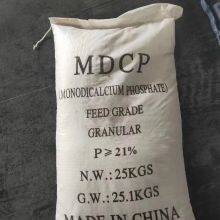 MDCP
(MONODICALCIUM PHOSPHATE)
FEED GRADE
GRANULAR
P≥21%
N.W.:25KGS
G.W.:25.1KGS
MADE IN CHINA